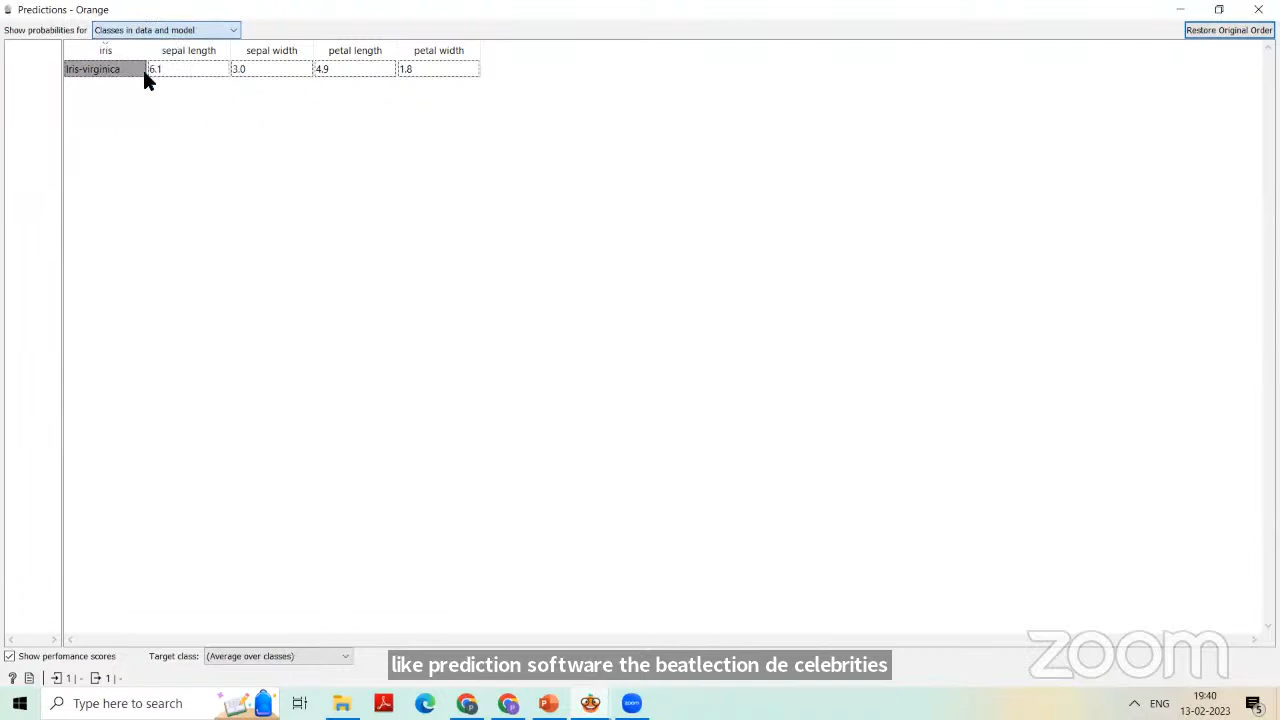 Predictions - Orange
Show probabilities for Classes in data and model Restore Original Order
iris sepal length sepal width petal length petal width
Iris-virginica 6.1 3.0 4.9 1.8
Show perfomance scores Target class: (Average over classes)
like prediction software the beatlection de celebrities
zoom
1 | - 1 | -
Type here to search
zoom
ENG
19:40
13-02-2023
5